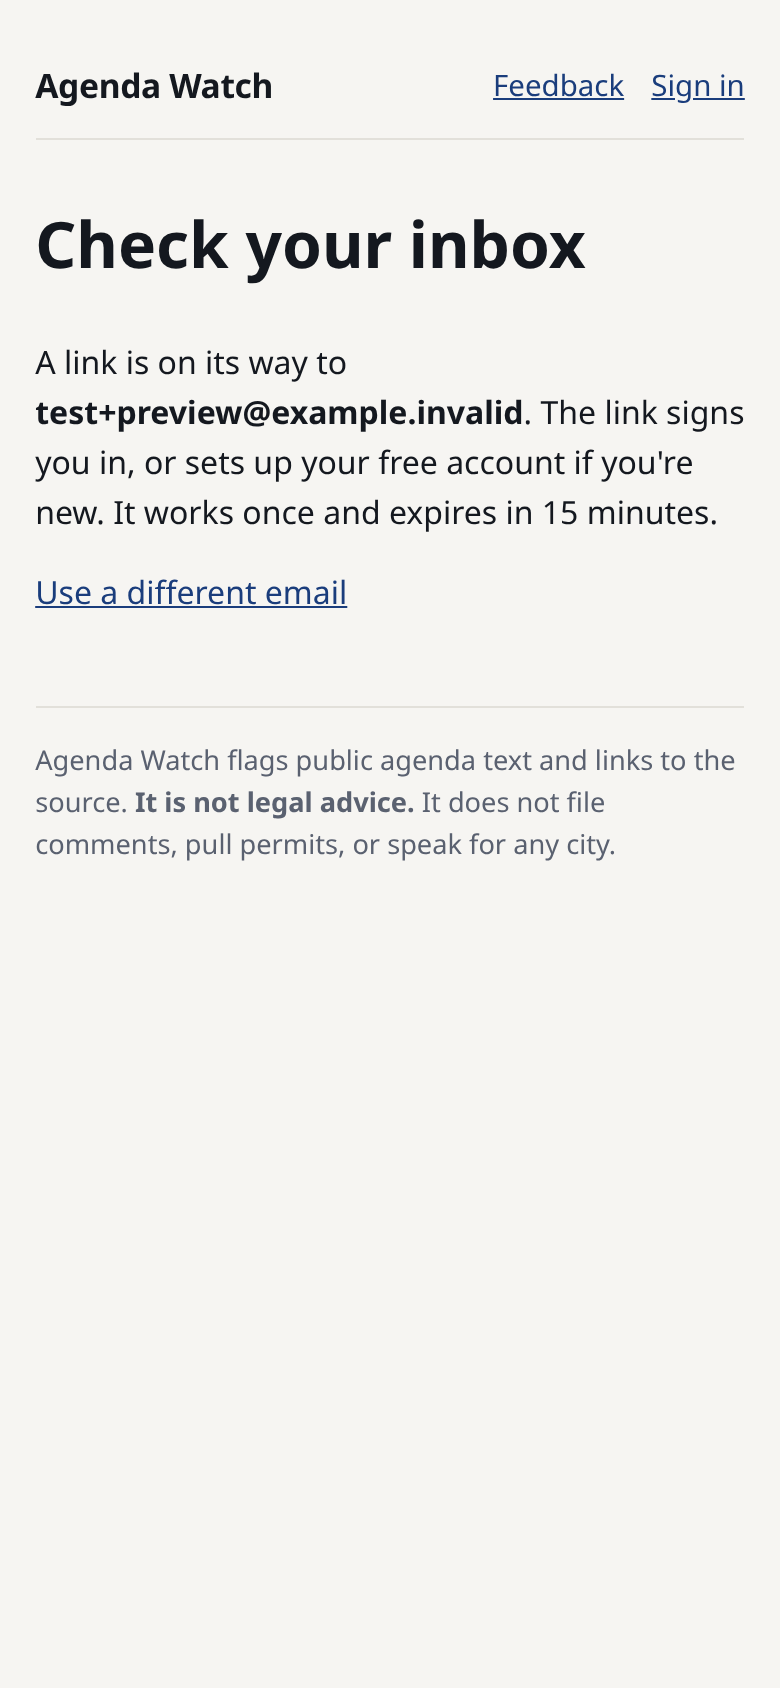 Agenda Watch
Feedback Sign in
Check your inbox
A link is on its way to
test+preview@example.invalid. The link signs
you in, or sets up your free account if you're
new. It works once and expires in 15 minutes.
Use a different email
Agenda Watch flags public agenda text and links to the
source. It is not legal advice. It does not file
comments, pull permits, or speak for any city.